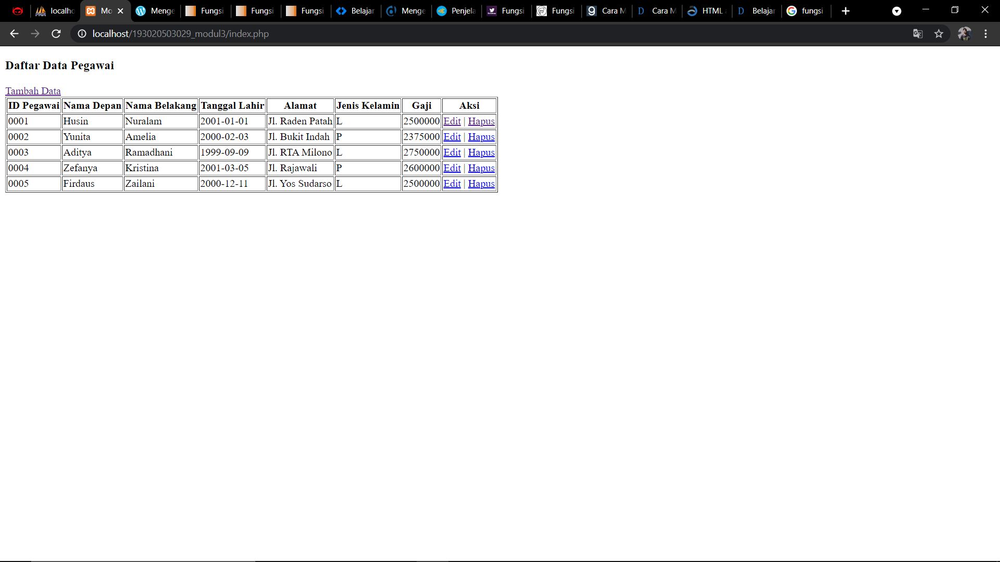 localho Mo Menge Fungsi Fungsi Fungsi Belajar Menge Penjela Fungsi Fungsi Cara M Cara M HTML Belajar fungsi
localhost/193020503029_modul3/index.php
Daftar Data Pegawai
Tambah Data
ID Pegawai Nama Depan Nama Belakang Tanggal Lahir Alamat Jenis Kelamin Gaji Aksi
0001 Husin Nuralam 2001-01-01 Jl. Raden Patah L 2500000 Edit | Hapus
0002 Yunita Amelia 2000-02-03 Jl. Bukit Indah P 2375000 Edit | Hapus
0003 Aditya Ramadhani 1999-09-09 Jl. RTA Milono L 2750000 Edit | Hapus
0004 Zefanya Kristina 2001-03-05 Jl. Rajawali P 2600000 Edit | Hapus
0005 Firdaus Zailani 2000-12-11 Jl. Yos Sudarso L 2500000 Edit | Hapus